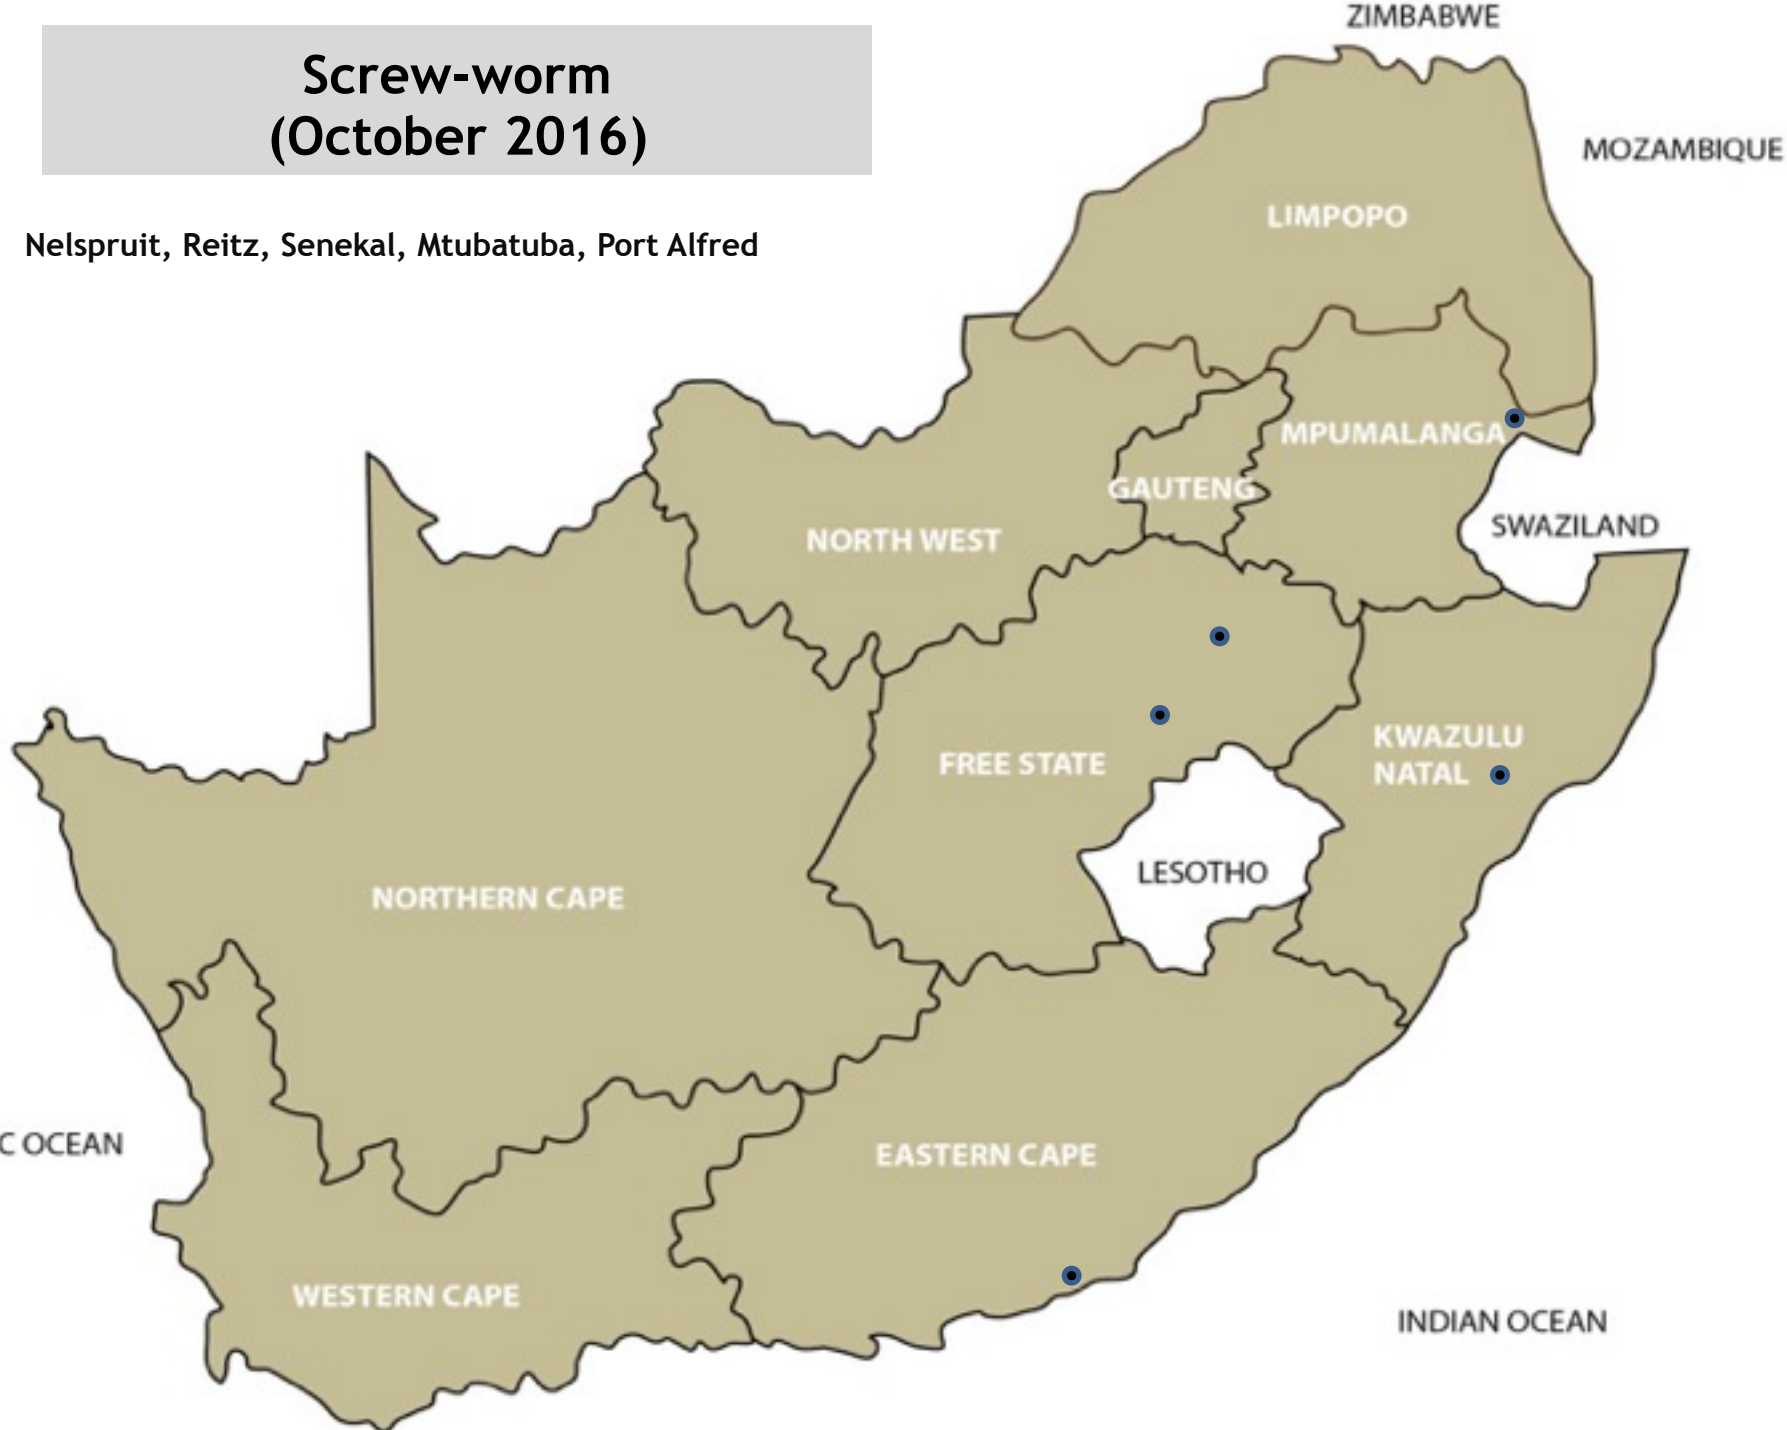 Screw-worm
(October 2016)
Nelspruit, Reitz, Senekal, Mtubatuba, Port Alfred
ZIMBABWE
MOZAMBIQUE
LIMPOPO
MPUMALANGA
GAUTENG
NORTH WEST
SWAZILAND
FREE STATE
KWAZULU
NATAL
LESOTHO
NORTHERN CAPE
C OCEAN
EASTERN CAPE
WESTERN CAPE
INDIAN OCEAN